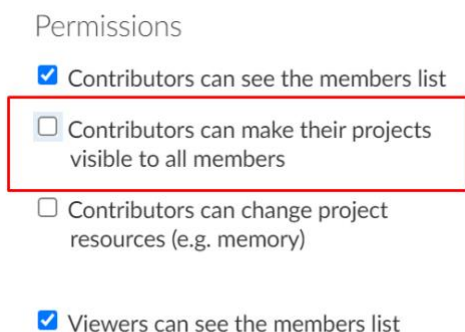 Permissions
Contributors can see the members list
Contributors can make their projects
visible to all members
Contributors can change project
resources (e.g. memory)
Viewers can see the members list